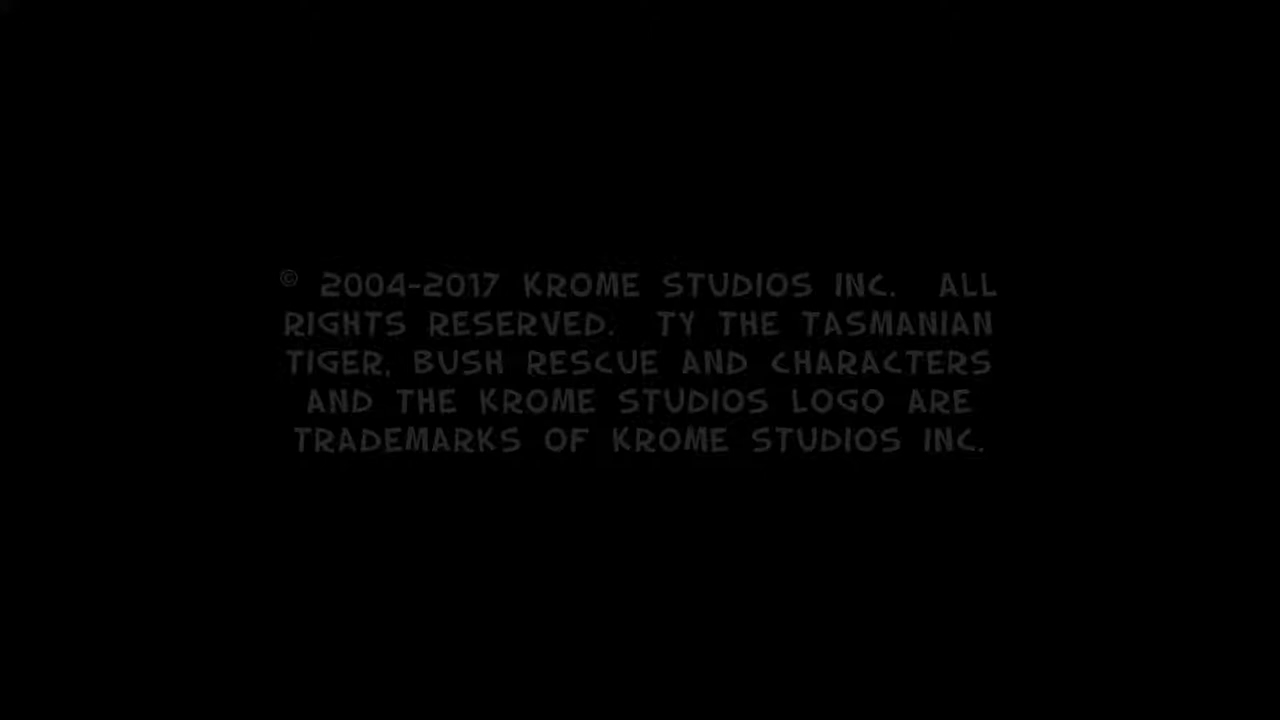 © 2004-2017 KROME STUDIOS INC. ALL
RIGHTS RESERVED. TY THE TASMANIAN
TIGER, BUSH RESCUE AND CHARACTERS
AND THE KROME STUDIOS LOGO ARE
TRADEMARKS OF KROME STUDIOS INC.